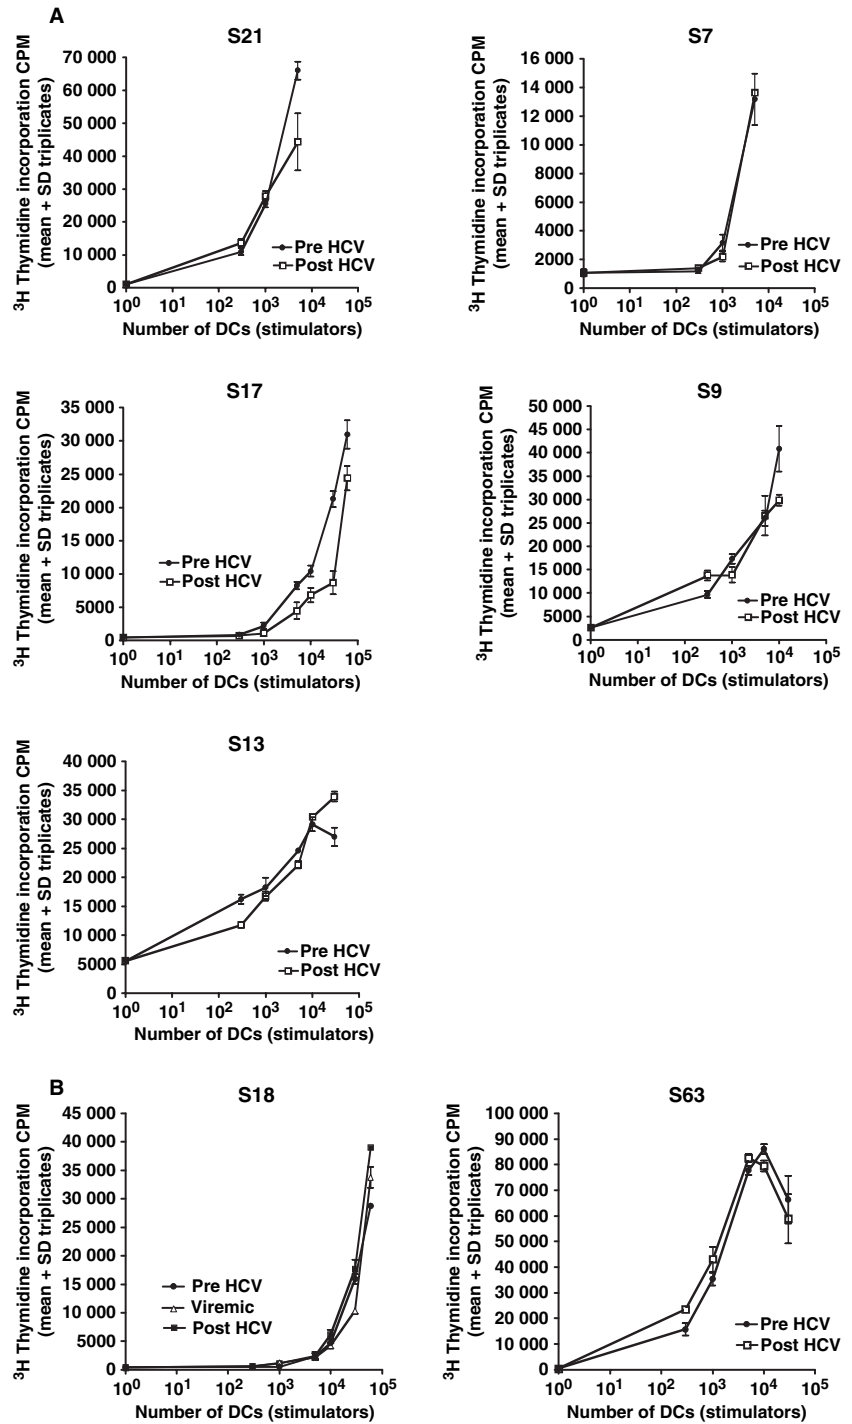 A
S21
³H Thymidine incorporation CPM
(mean + SD triplicates)
70 000
60 000
50 000
40 000
30 000
20 000
10 000
0
Pre HCV
Post HCV
10⁰ 10¹ 10² 10³ 10⁴ 10⁵
Number of DCs (stimulators)
S7
³H Thymidine incorporation CPM
(mean + SD triplicates)
16 000
14 000
12 000
10 000
8000
6000
4000
2000
0
Pre HCV
Post HCV
10⁰ 10¹ 10² 10³ 10⁴ 10⁵
Number of DCs (stimulators)
S17
³H Thymidine incorporation CPM
(mean + SD triplicates)
35 000
30 000
25 000
20 000
15 000
10 000
5000
0
Pre HCV
Post HCV
10⁰ 10¹ 10² 10³ 10⁴ 10⁵
Number of DCs (stimulators)
S9
³H Thymidine incorporation CPM
(mean + SD triplicates)
50 000
45 000
40 000
35 000
30 000
25 000
20 000
15 000
10 000
5000
0
Pre HCV
Post HCV
10⁰ 10¹ 10² 10³ 10⁴ 10⁵
Number of DCs (stimulators)
S13
³H Thymidine incorporation CPM
(mean + SD triplicates)
40 000
35 000
30 000
25 000
20 000
15 000
10 000
5000
0
Pre HCV
Post HCV
10⁰ 10¹ 10² 10³ 10⁴ 10⁵
Number of DCs (stimulators)
B
S18
³H Thymidine incorporation CPM
(mean + SD triplicates)
45 000
40 000
35 000
30 000
25 000
20 000
15 000
10 000
5000
0
Pre HCV
Viremic
Post HCV
10⁰ 10¹ 10² 10³ 10⁴ 10⁵
Number of DCs (stimulators)
S63
³H Thymidine incorporation CPM
(mean + SD triplicates)
100 000
90 000
80 000
70 000
60 000
50 000
40 000
30 000
20 000
10 000
0
Pre HCV
Post HCV
10⁰ 10¹ 10² 10³ 10⁴ 10⁵
Number of DCs (stimulators)